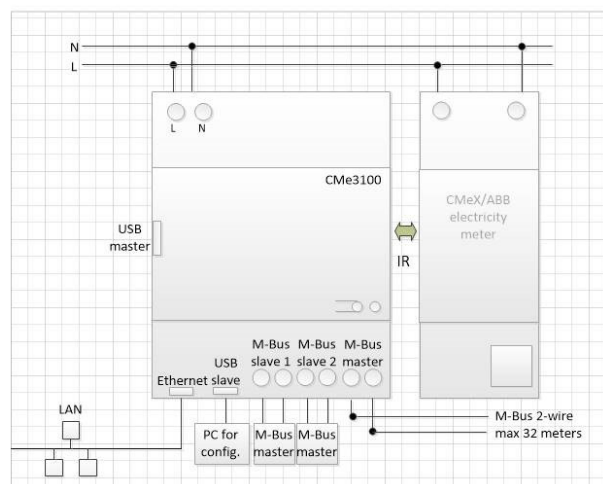 N
L
L
N
CMe3100
CMeX/ABB
electricity
meter
USB
master
IR
M-Bus
slave 1
M-Bus
slave 2
M-Bus
master
USB
slave
Ethernet
LAN
PC for
config.
M-Bus
master
M-Bus
master
M-Bus 2-wire
max 32 meters